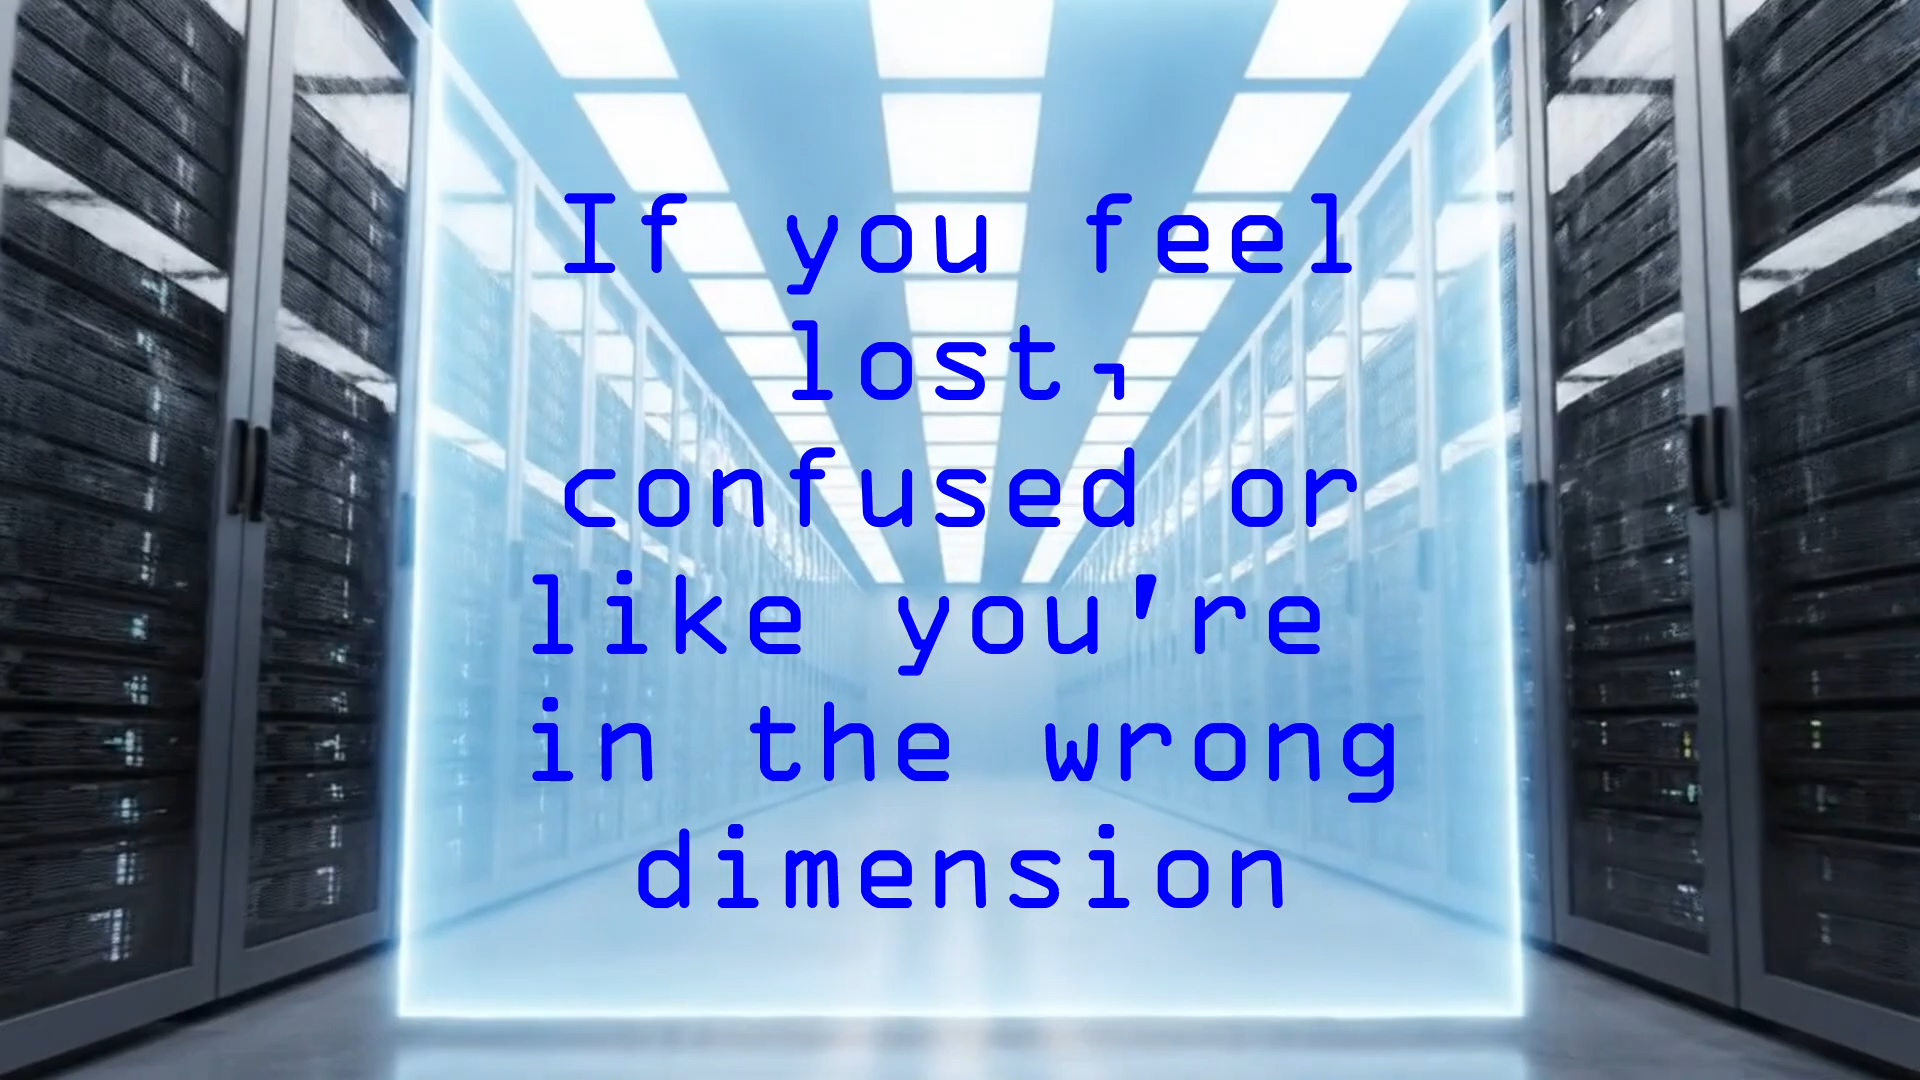 If you feel
lost,
confused or
like you're
in the wrong
dimension